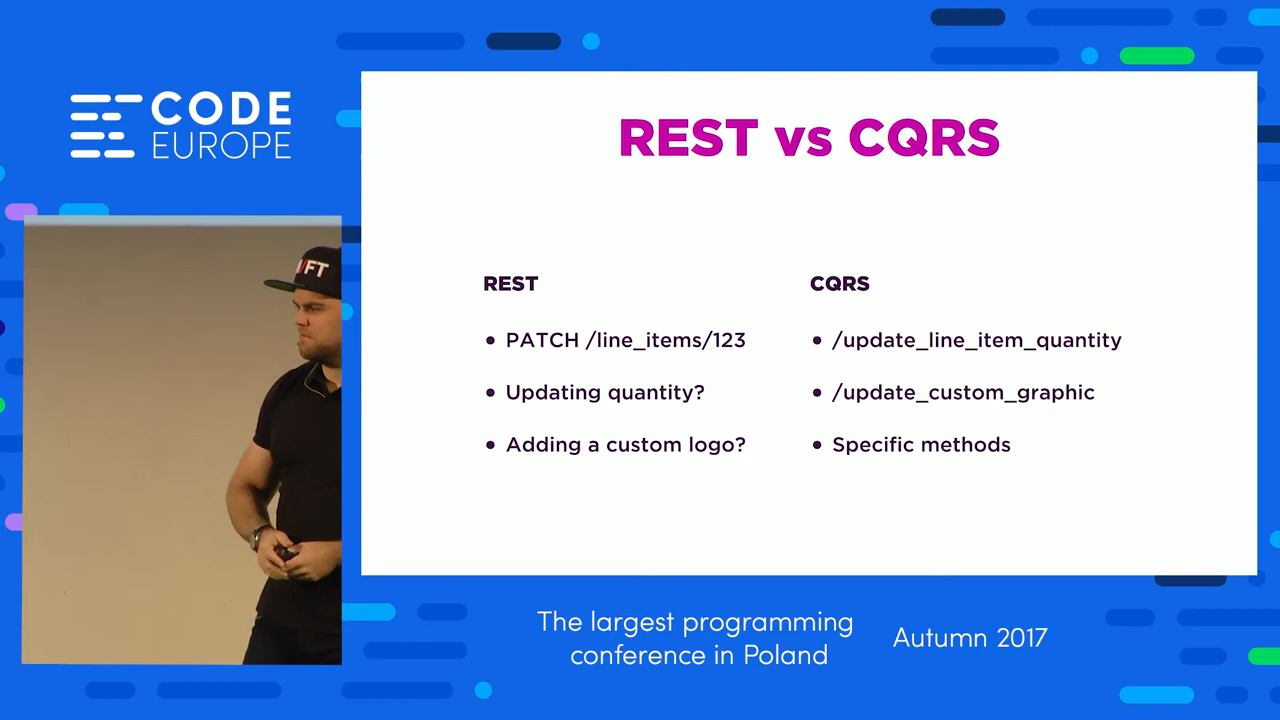 CODE
EUROPE
REST vs CQRS
REST
• PATCH /line_items/123
• Updating quantity?
• Adding a custom logo?
CQRS
• /update_line_item_quantity
• /update_custom_graphic
• Specific methods
The largest programming
conference in Poland
Autumn 2017